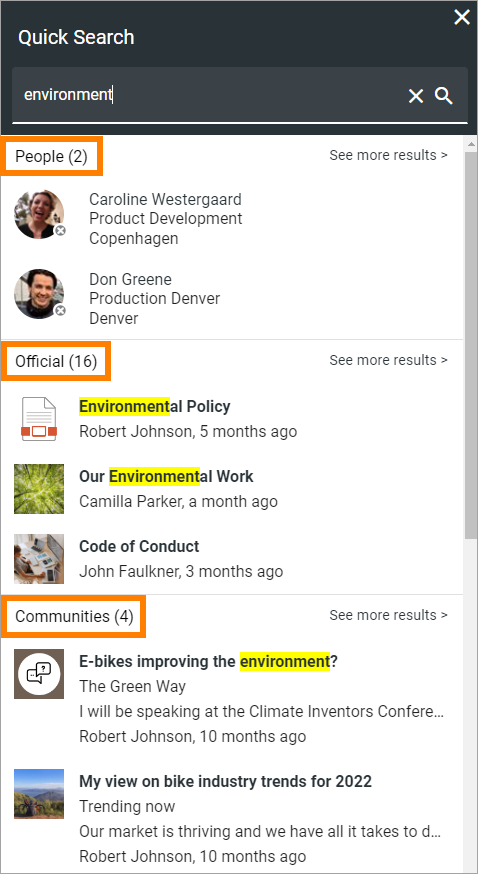 Quick Search
environment
People (2)
See more results >
Caroline Westergaard
Product Development
Copenhagen
Don Greene
Production Denver
Denver
Official (16)
See more results >
Environmental Policy
Robert Johnson, 5 months ago
Our Environmental Work
Camilla Parker, a month ago
Code of Conduct
John Faulkner, 3 months ago
Communities (4)
See more results >
E-bikes improving the environment?
The Green Way
I will be speaking at the Climate Inventors Confere...
Robert Johnson, 10 months ago
My view on bike industry trends for 2022
Trending now
Our market is thriving and we have all it takes to d...
Robert Johnson, 10 months ago